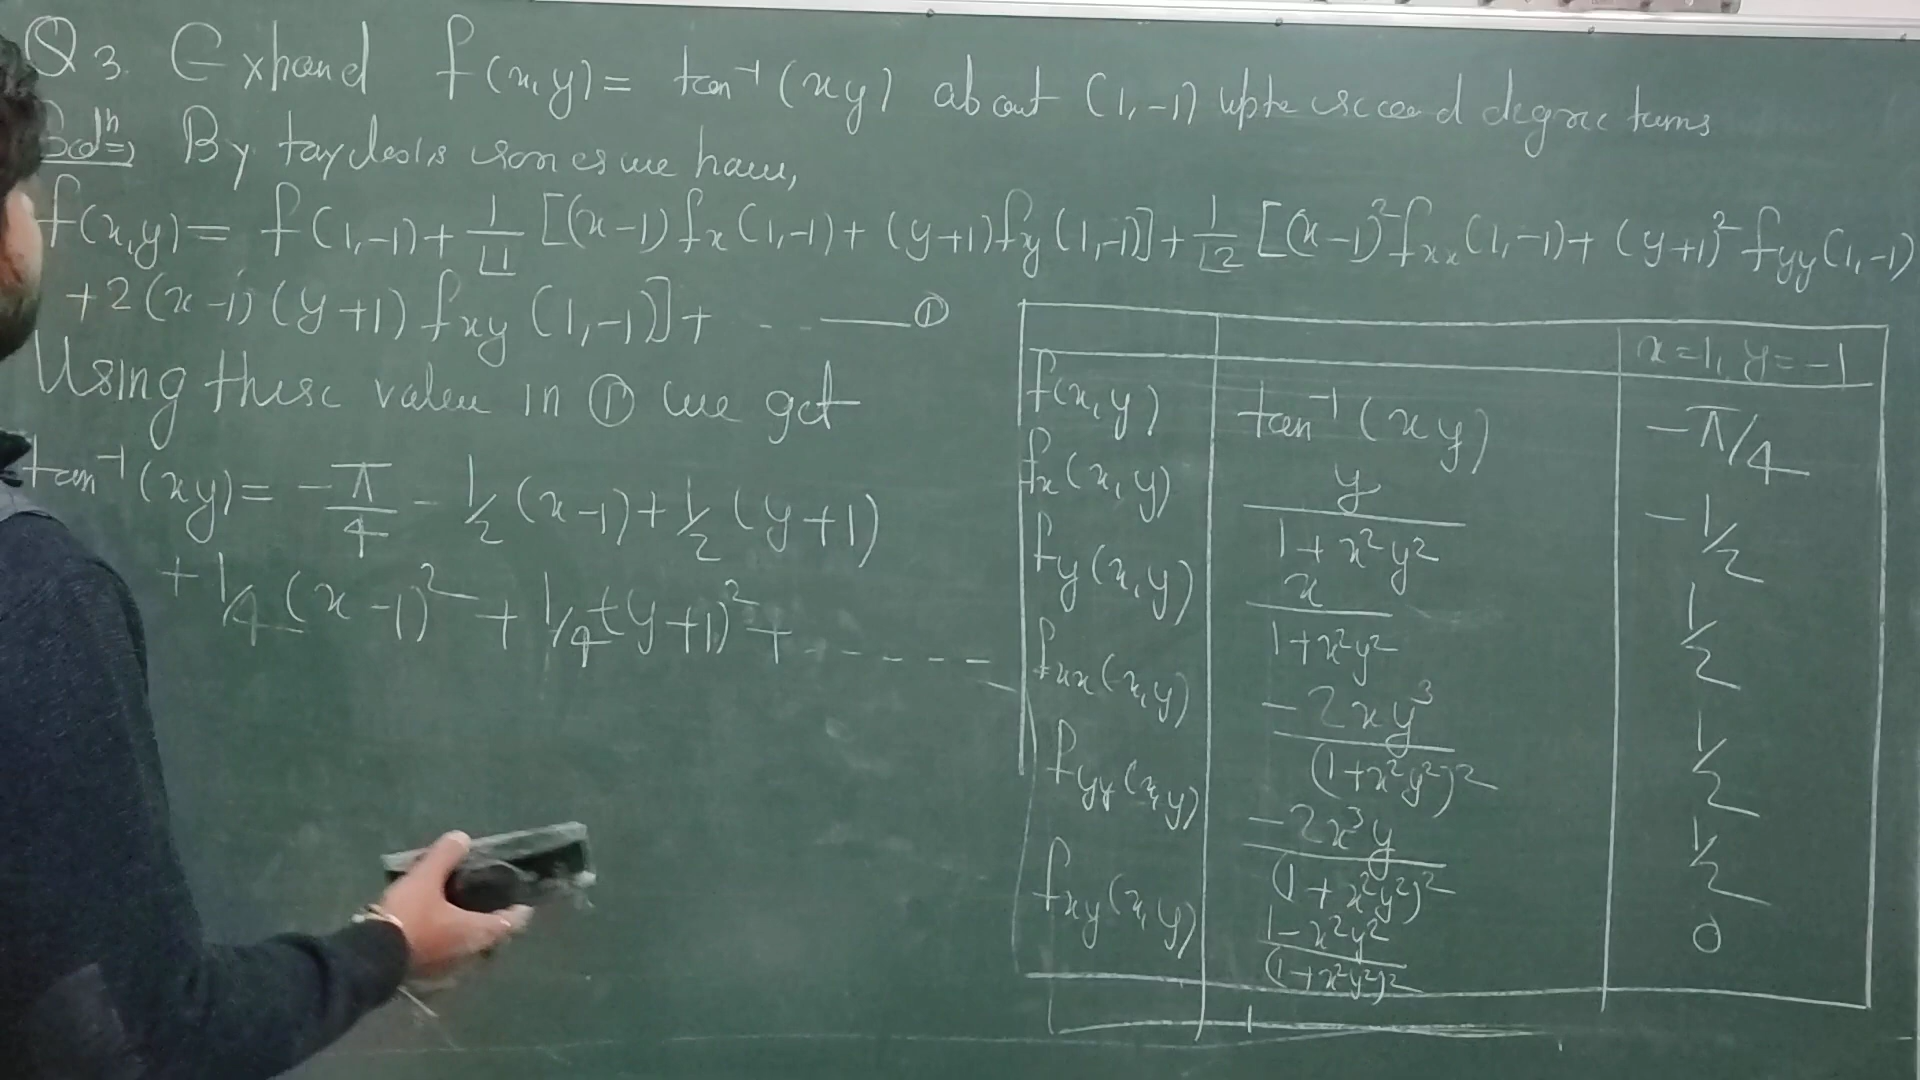 Q3. Expand f(x,y) = tan⁻¹(xy) about (1,-1) upto second degree terms
Solⁿ⇒ By taylor's series we have,
f(x,y) = f(1,-1) + 1/⌊1 [(x-1) fx(1,-1) + (y+1) fy(1,-1)] + 1/⌊2 [(x-1)² fxx(1,-1) + (y+1)² fyy(1,-1)
+ 2(x-1)(y+1) fxy(1,-1)] + - - —— ①
Using these value in ① we get
tan⁻¹(xy) = -π/4 - 1/2 (x-1) + 1/2 (y+1)
+ 1/4 (x-1)² + 1/4 (y+1)² + - - - - - -
x=1, y=-1
f(x,y) tan⁻¹(xy) -π/4
fx(x,y) y/(1+x²y²) -1/2
fy(x,y) x/(1+x²y²) 1/2
fxx(x,y) -2xy³/(1+x²y²)² 1/2
fyy(x,y) -2x³y/(1+x²y²)² 1/2
fxy(x,y) 1-x²y²/(1+x²y²)² 0